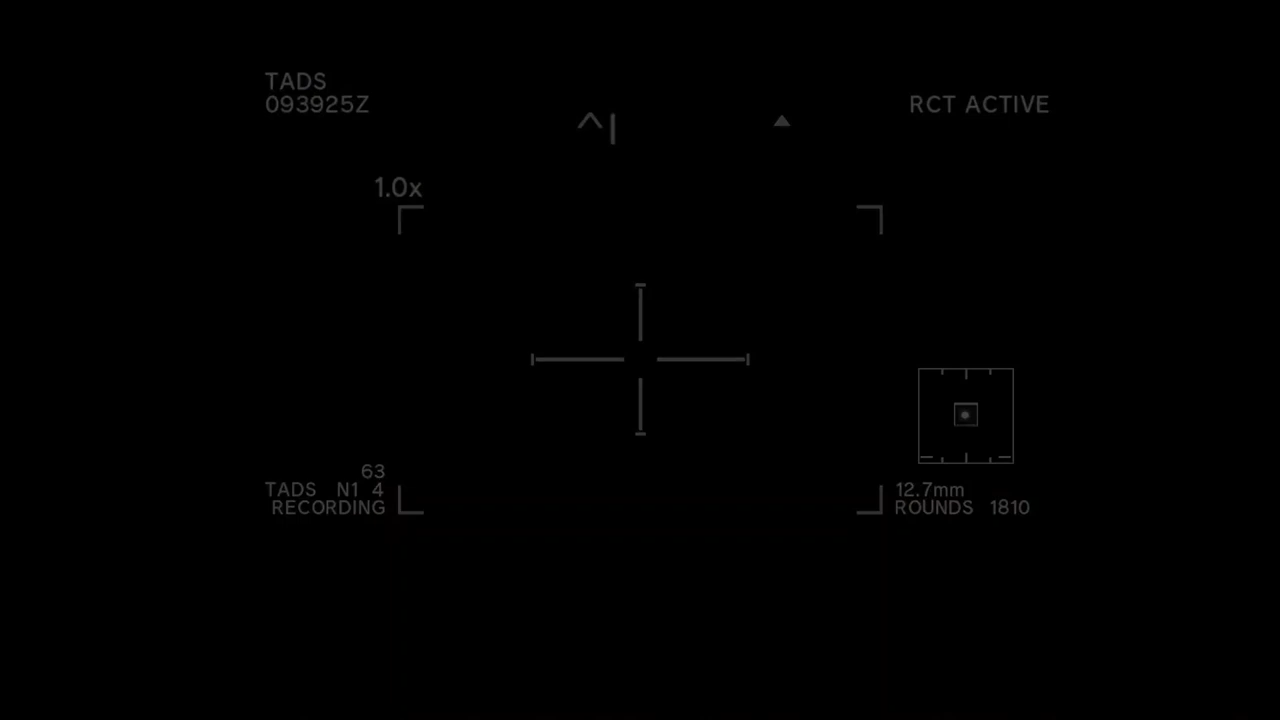 TADS
093925Z
RCT ACTIVE
1.0x
63
TADS N1 4
RECORDING
12.7mm
ROUNDS 1810